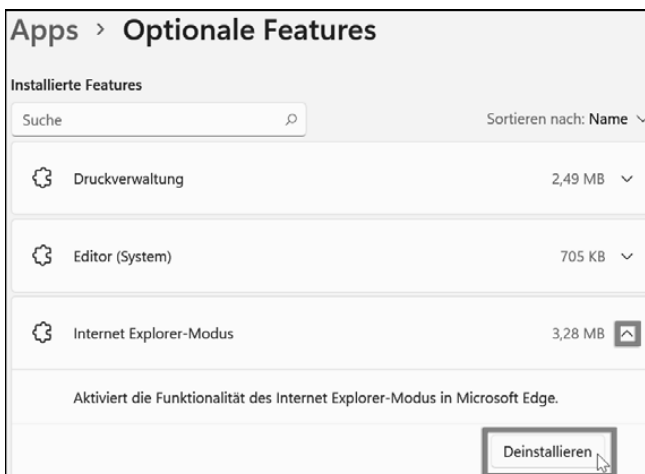 Apps > Optionale Features
Installierte Features
Suche
Sortieren nach: Name
Druckverwaltung 2,49 MB
Editor (System) 705 KB
Internet Explorer-Modus 3,28 MB
Aktiviert die Funktionalität des Internet Explorer-Modus in Microsoft Edge.
Deinstallieren